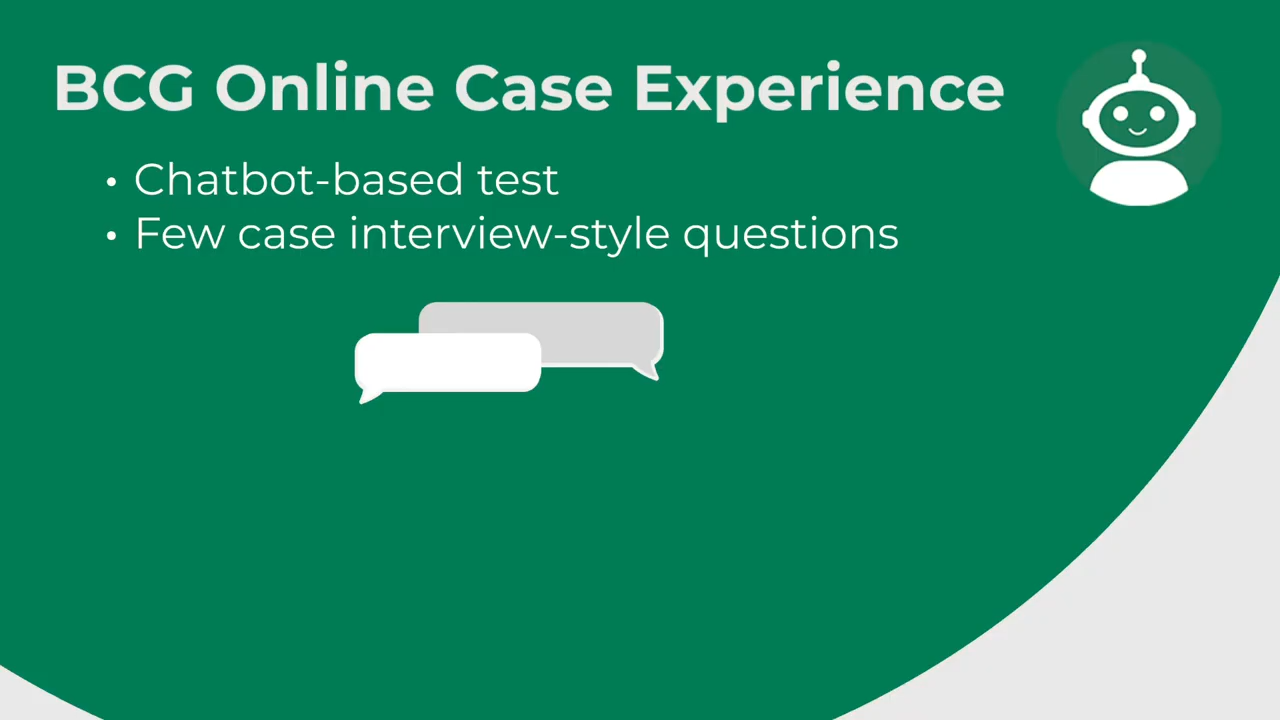 BCG Online Case Experience
• Chatbot-based test
• Few case interview-style questions